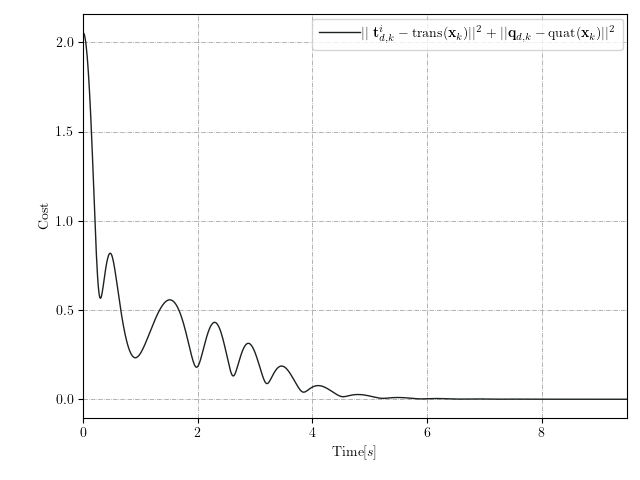 || t^i_{d,k} − trans(x_k)||² + ||q_{d,k} − quat(x_k)||²
2.0
1.5
1.0
0.5
0.0
Cost
0 2 4 6 8
Time[s]